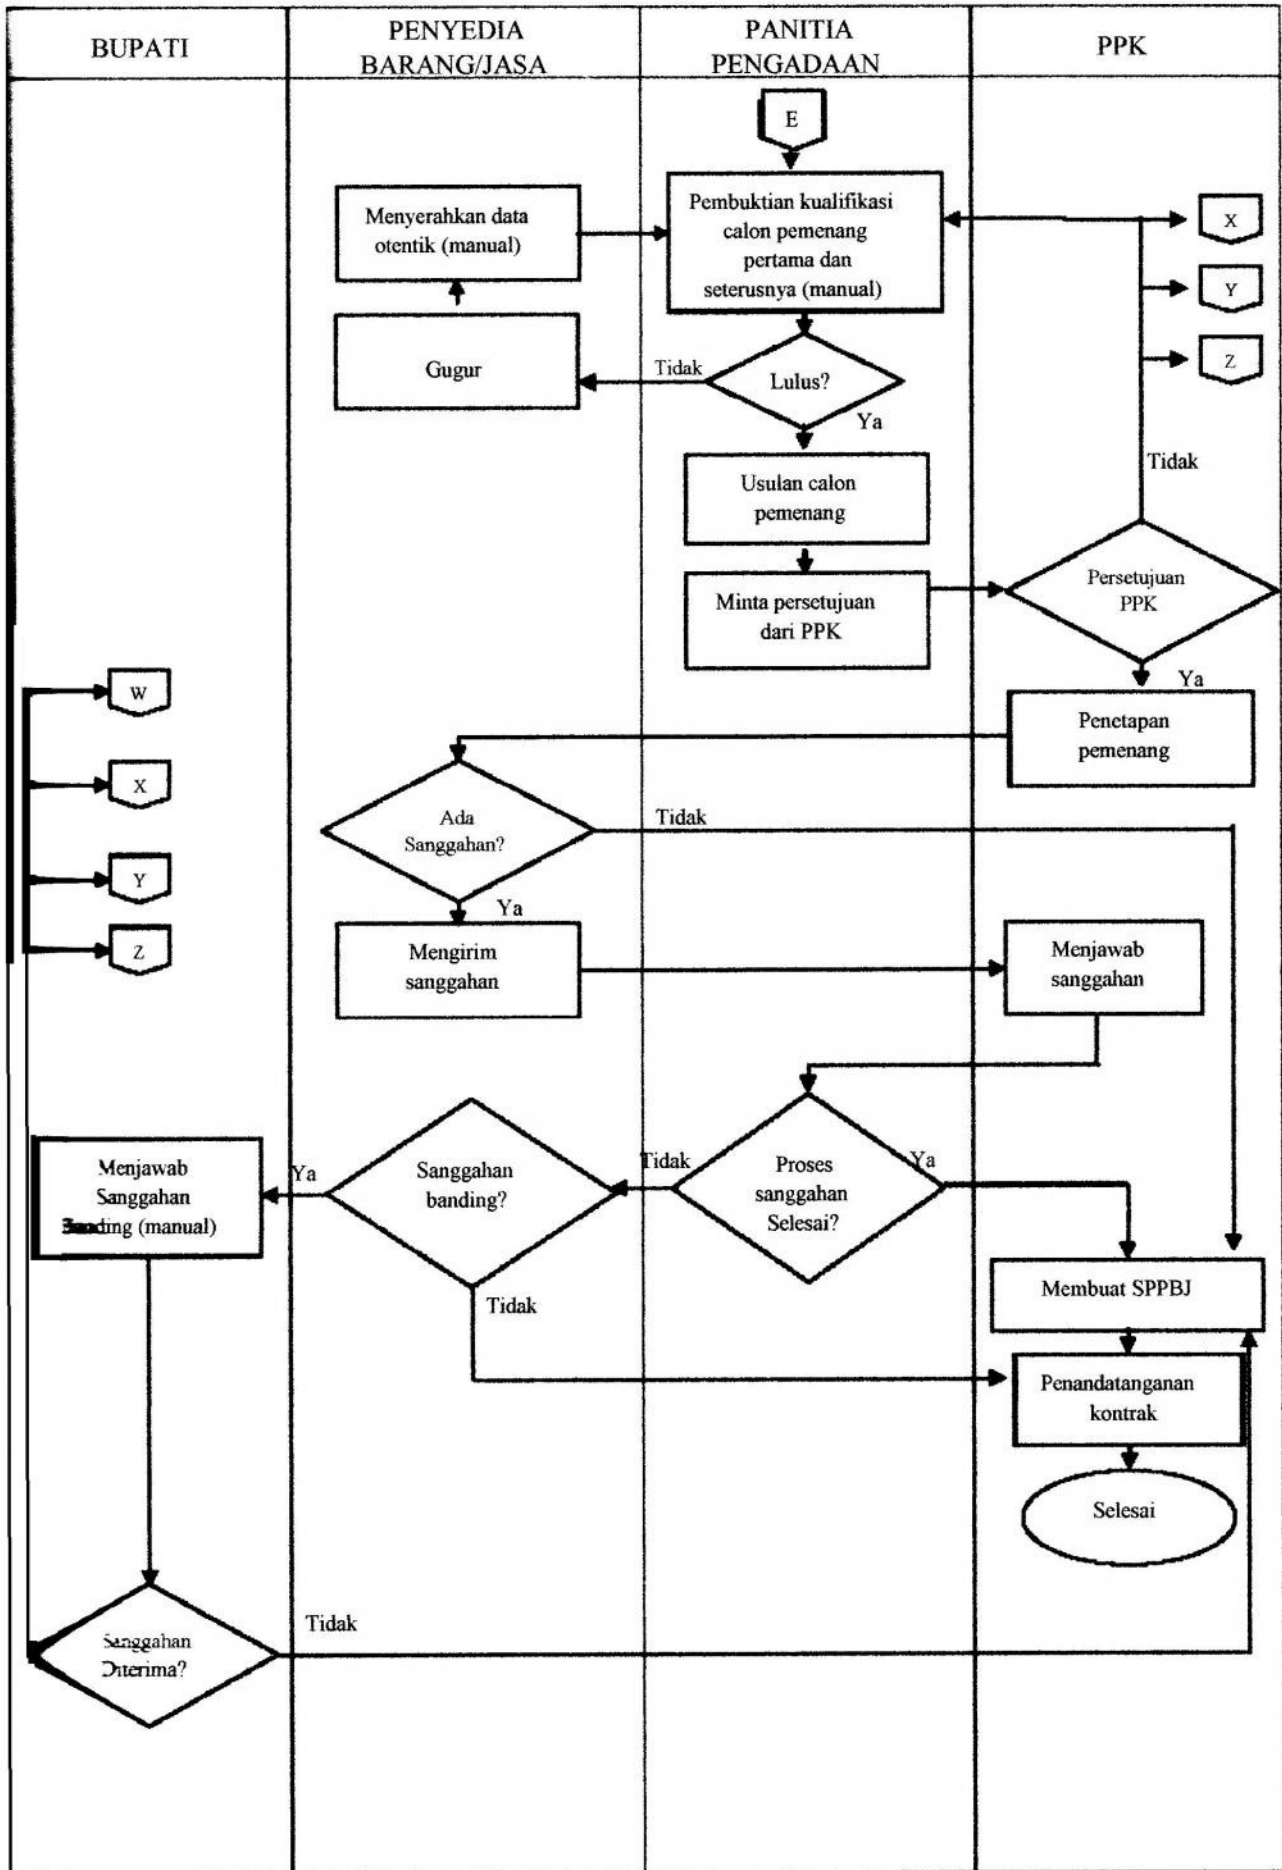 BUPATI
PENYEDIA
BARANG/JASA
PANITIA
PENGADAAN
PPK
E
Menyerahkan data
otentik (manual)
Pembuktian kualifikasi
calon pemenang
pertama dan
seterusnya (manual)
X
Y
Z
Gugur
Tidak
Lulus?
Ya
Tidak
Usulan calon
pemenang
Minta persetujuan
dari PPK
Persetujuan
PPK
Ya
Penetapan
pemenang
W
X
Y
Z
Ada
Sanggahan?
Tidak
Ya
Mengirim
sanggahan
Menjawab
sanggahan
Menjawab
Sanggahan
(manual)
Ya
Sanggahan
banding?
Tidak
Proses
sanggahan
Selesai?
Ya
Tidak
Membuat SPPBJ
Penandatanganan
kontrak
Selesai
Sanggahan
Diterima?
Tidak